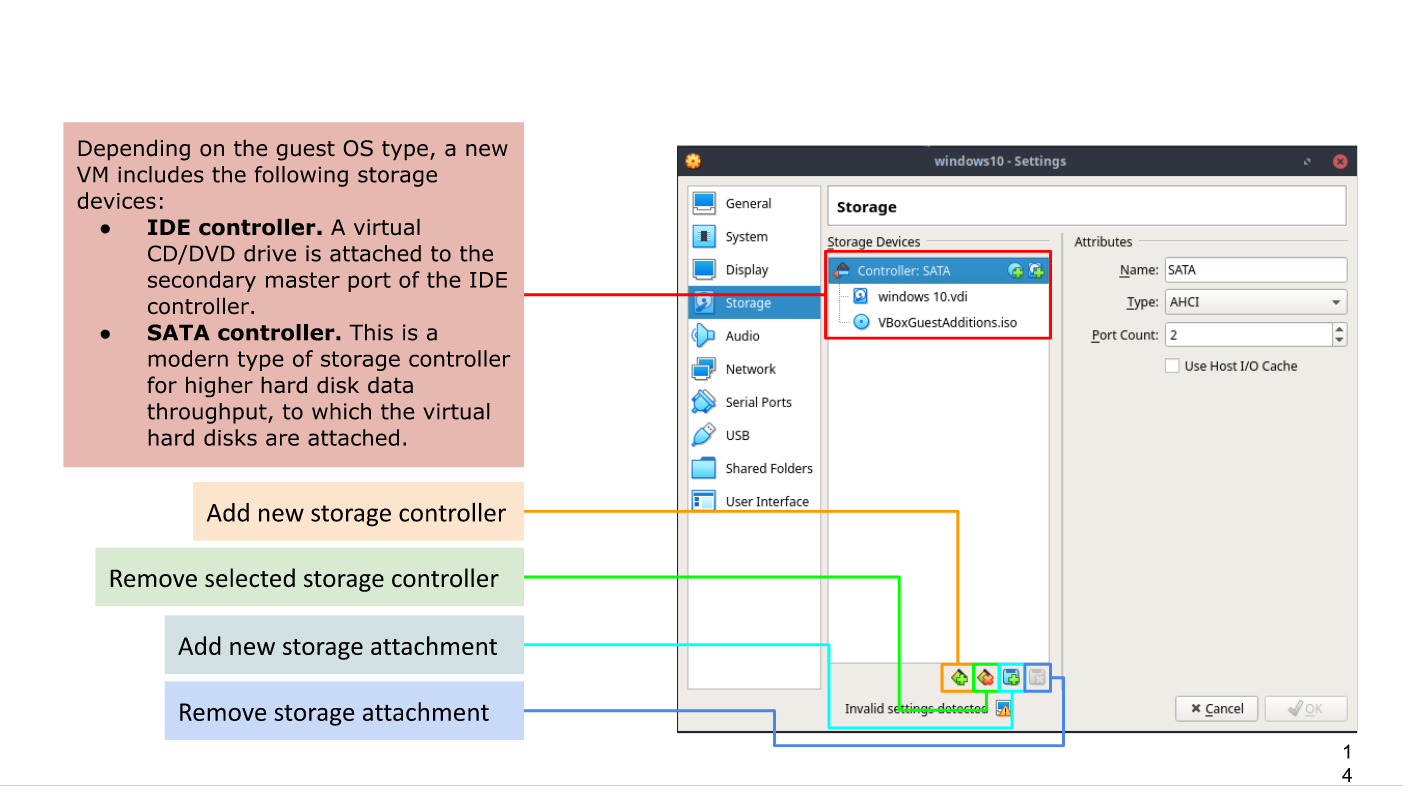 Depending on the guest OS type, a new
VM includes the following storage
devices:
● IDE controller. A virtual
CD/DVD drive is attached to the
secondary master port of the IDE
controller.
● SATA controller. This is a
modern type of storage controller
for higher hard disk data
throughput, to which the virtual
hard disks are attached.
Add new storage controller
Remove selected storage controller
Add new storage attachment
Remove storage attachment
windows10 - Settings
General
System
Display
Storage
Audio
Network
Serial Ports
USB
Shared Folders
User Interface
Storage
Storage Devices
Controller: SATA
windows 10.vdi
VBoxGuestAdditions.iso
Attributes
Name: SATA
Type: AHCI
Port Count: 2
Use Host I/O Cache
Invalid settings detected
Cancel
OK
1
4